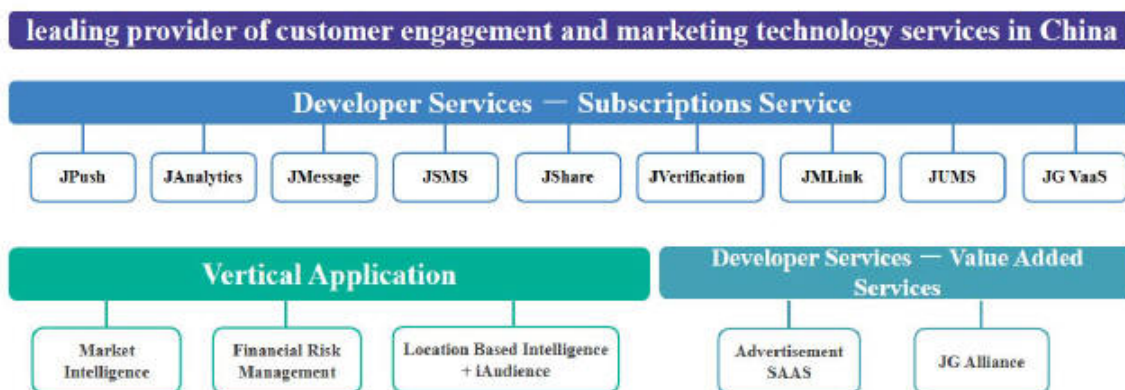 leading provider of customer engagement and marketing technology services in China
Developer Services — Subscriptions Service
JPush
JAnalytics
JMessage
JSMS
JShare
JVerification
JMLink
JUMS
JG VaaS
Vertical Application
Developer Services — Value Added
Services
Market
Intelligence
Financial Risk
Management
Location Based Intelligence
+ iAudience
Advertisement
SAAS
JG Alliance